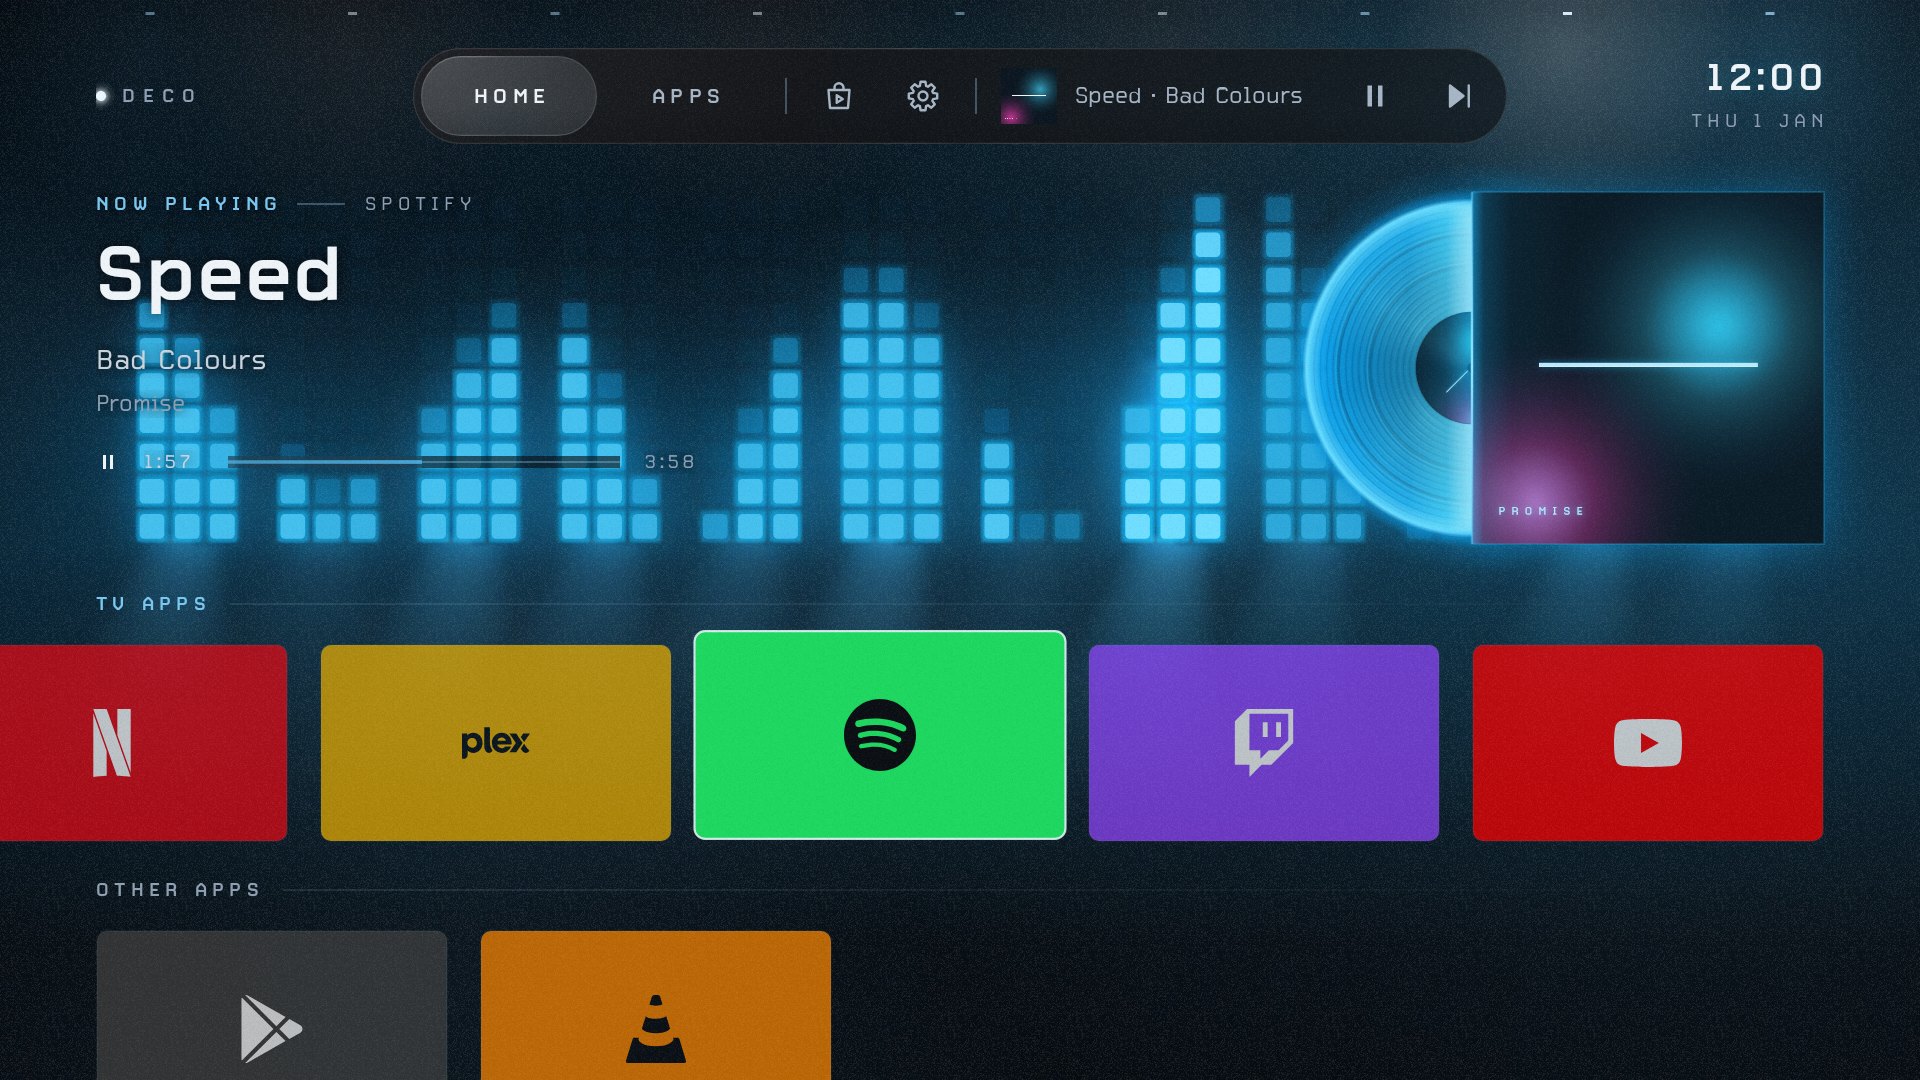 DECO
HOME
APPS
Speed · Bad Colours
12:00
THU 1 JAN
NOW PLAYING
SPOTIFY
Speed
Bad Colours
Promise
1:57
3:58
PROMISE
TV APPS
N
plex
OTHER APPS